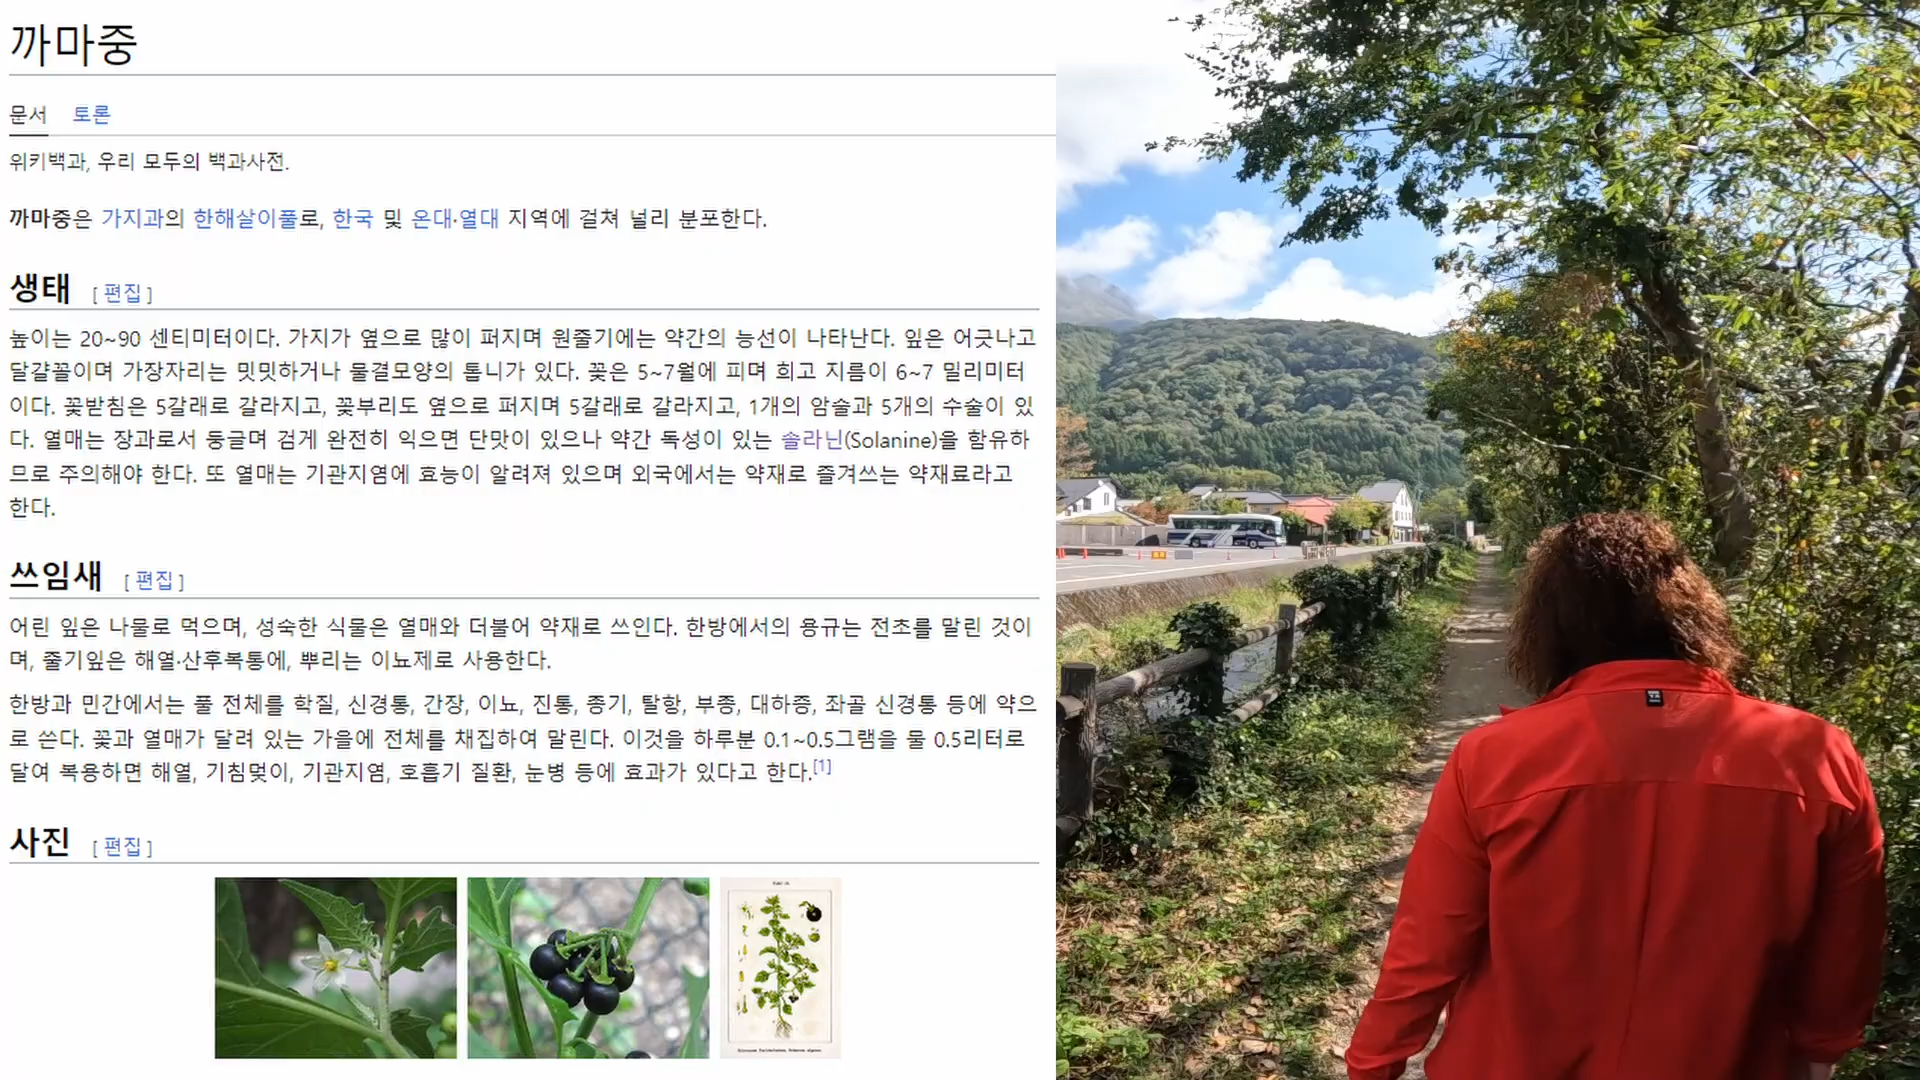 까마중
문서 토론
위키백과, 우리 모두의 백과사전.
까마중은 가지과의 한해살이풀로, 한국 및 온대·열대 지역에 걸쳐 널리 분포한다.
생태 [ 편집 ]
높이는 20~90 센티미터이다. 가지가 옆으로 많이 퍼지며 원줄기에는 약간의 능선이 나타난다. 잎은 어긋나고
달걀꼴이며 가장자리는 밋밋하거나 물결모양의 톱니가 있다. 꽃은 5~7월에 피며 희고 지름이 6~7 밀리미터
이다. 꽃받침은 5갈래로 갈라지고, 꽃부리도 옆으로 퍼지며 5갈래로 갈라지고, 1개의 암술과 5개의 수술이 있
다. 열매는 장과로서 둥글며 검게 완전히 익으면 단맛이 있으나 약간 독성이 있는 솔라닌(Solanine)을 함유하
므로 주의해야 한다. 또 열매는 기관지염에 효능이 알려져 있으며 외국에서는 약재로 즐겨쓰는 약재료라고
한다.
쓰임새 [ 편집 ]
어린 잎은 나물로 먹으며, 성숙한 식물은 열매와 더불어 약재로 쓰인다. 한방에서의 용규는 전초를 말린 것이
며, 줄기잎은 해열·산후복통에, 뿌리는 이뇨제로 사용한다.
한방과 민간에서는 풀 전체를 학질, 신경통, 간장, 이뇨, 진통, 종기, 탈항, 부종, 대하증, 좌골 신경통 등에 약으
로 쓴다. 꽃과 열매가 달려 있는 가을에 전체를 채집하여 말린다. 이것을 하루분 0.1~0.5그램을 물 0.5리터로
달여 복용하면 해열, 기침멎이, 기관지염, 호흡기 질환, 눈병 등에 효과가 있다고 한다.[1]
사진 [ 편집 ]